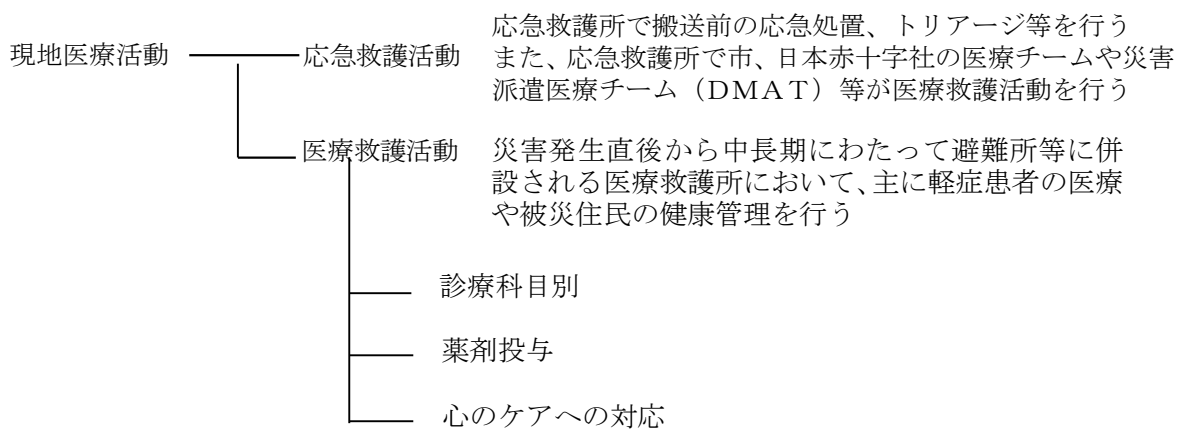 応急救護所で搬送前の応急処置、トリアージ等を行う
現地医療活動 応急救護活動 また、応急救護所で市、日本赤十字社の医療チームや災害
派遣医療チーム（ＤＭＡＴ）等が医療救護活動を行う
医療救護活動 災害発生直後から中長期にわたって避難所等に併
設される医療救護所において、主に軽症患者の医療
や被災住民の健康管理を行う
診療科目別
薬剤投与
心のケアへの対応